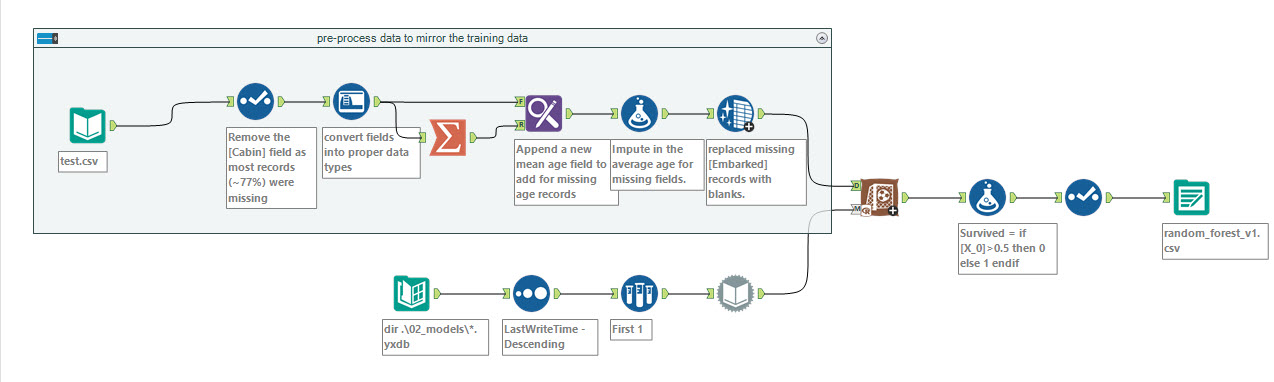 pre-process data to mirror the training data
test.csv
Remove the
[Cabin] field as
most records
(~77%) were
missing
convert fields
into proper data
types
F
R
Append a new
mean age field to
add for missing
age records
Impute in the
average age for
missing fields.
replaced missing
[Embarked]
records with
blanks.
D
M
Survived = if
[X_0]>0.5 then 0
else 1 endif
random_forest_v1.
csv
dir .\02_models\*.
yxdb
LastWriteTime -
Descending
First 1